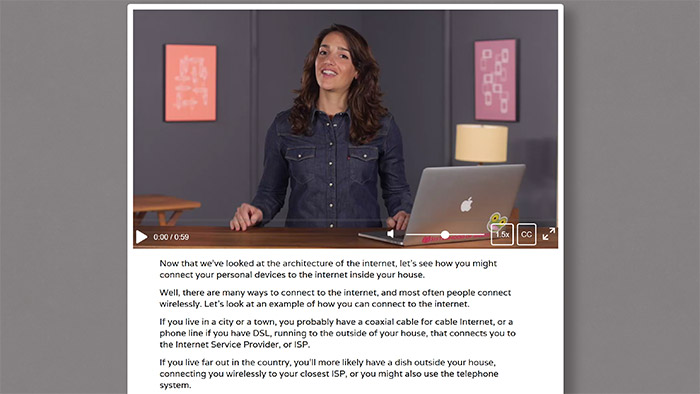 0:00 / 0:59
1.5x
CC
Now that we've looked at the architecture of the internet, let's see how you might
connect your personal devices to the internet inside your house.
Well, there are many ways to connect to the internet, and most often people connect
wirelessly. Let's look at an example of how you can connect to the internet.
If you live in a city or a town, you probably have a coaxial cable for cable Internet, or a
phone line if you have DSL, running to the outside of your house, that connects you to
the Internet Service Provider, or ISP.
If you live far out in the country, you'll more likely have a dish outside your house,
connecting you wirelessly to your closest ISP, or you might also use the telephone
system.